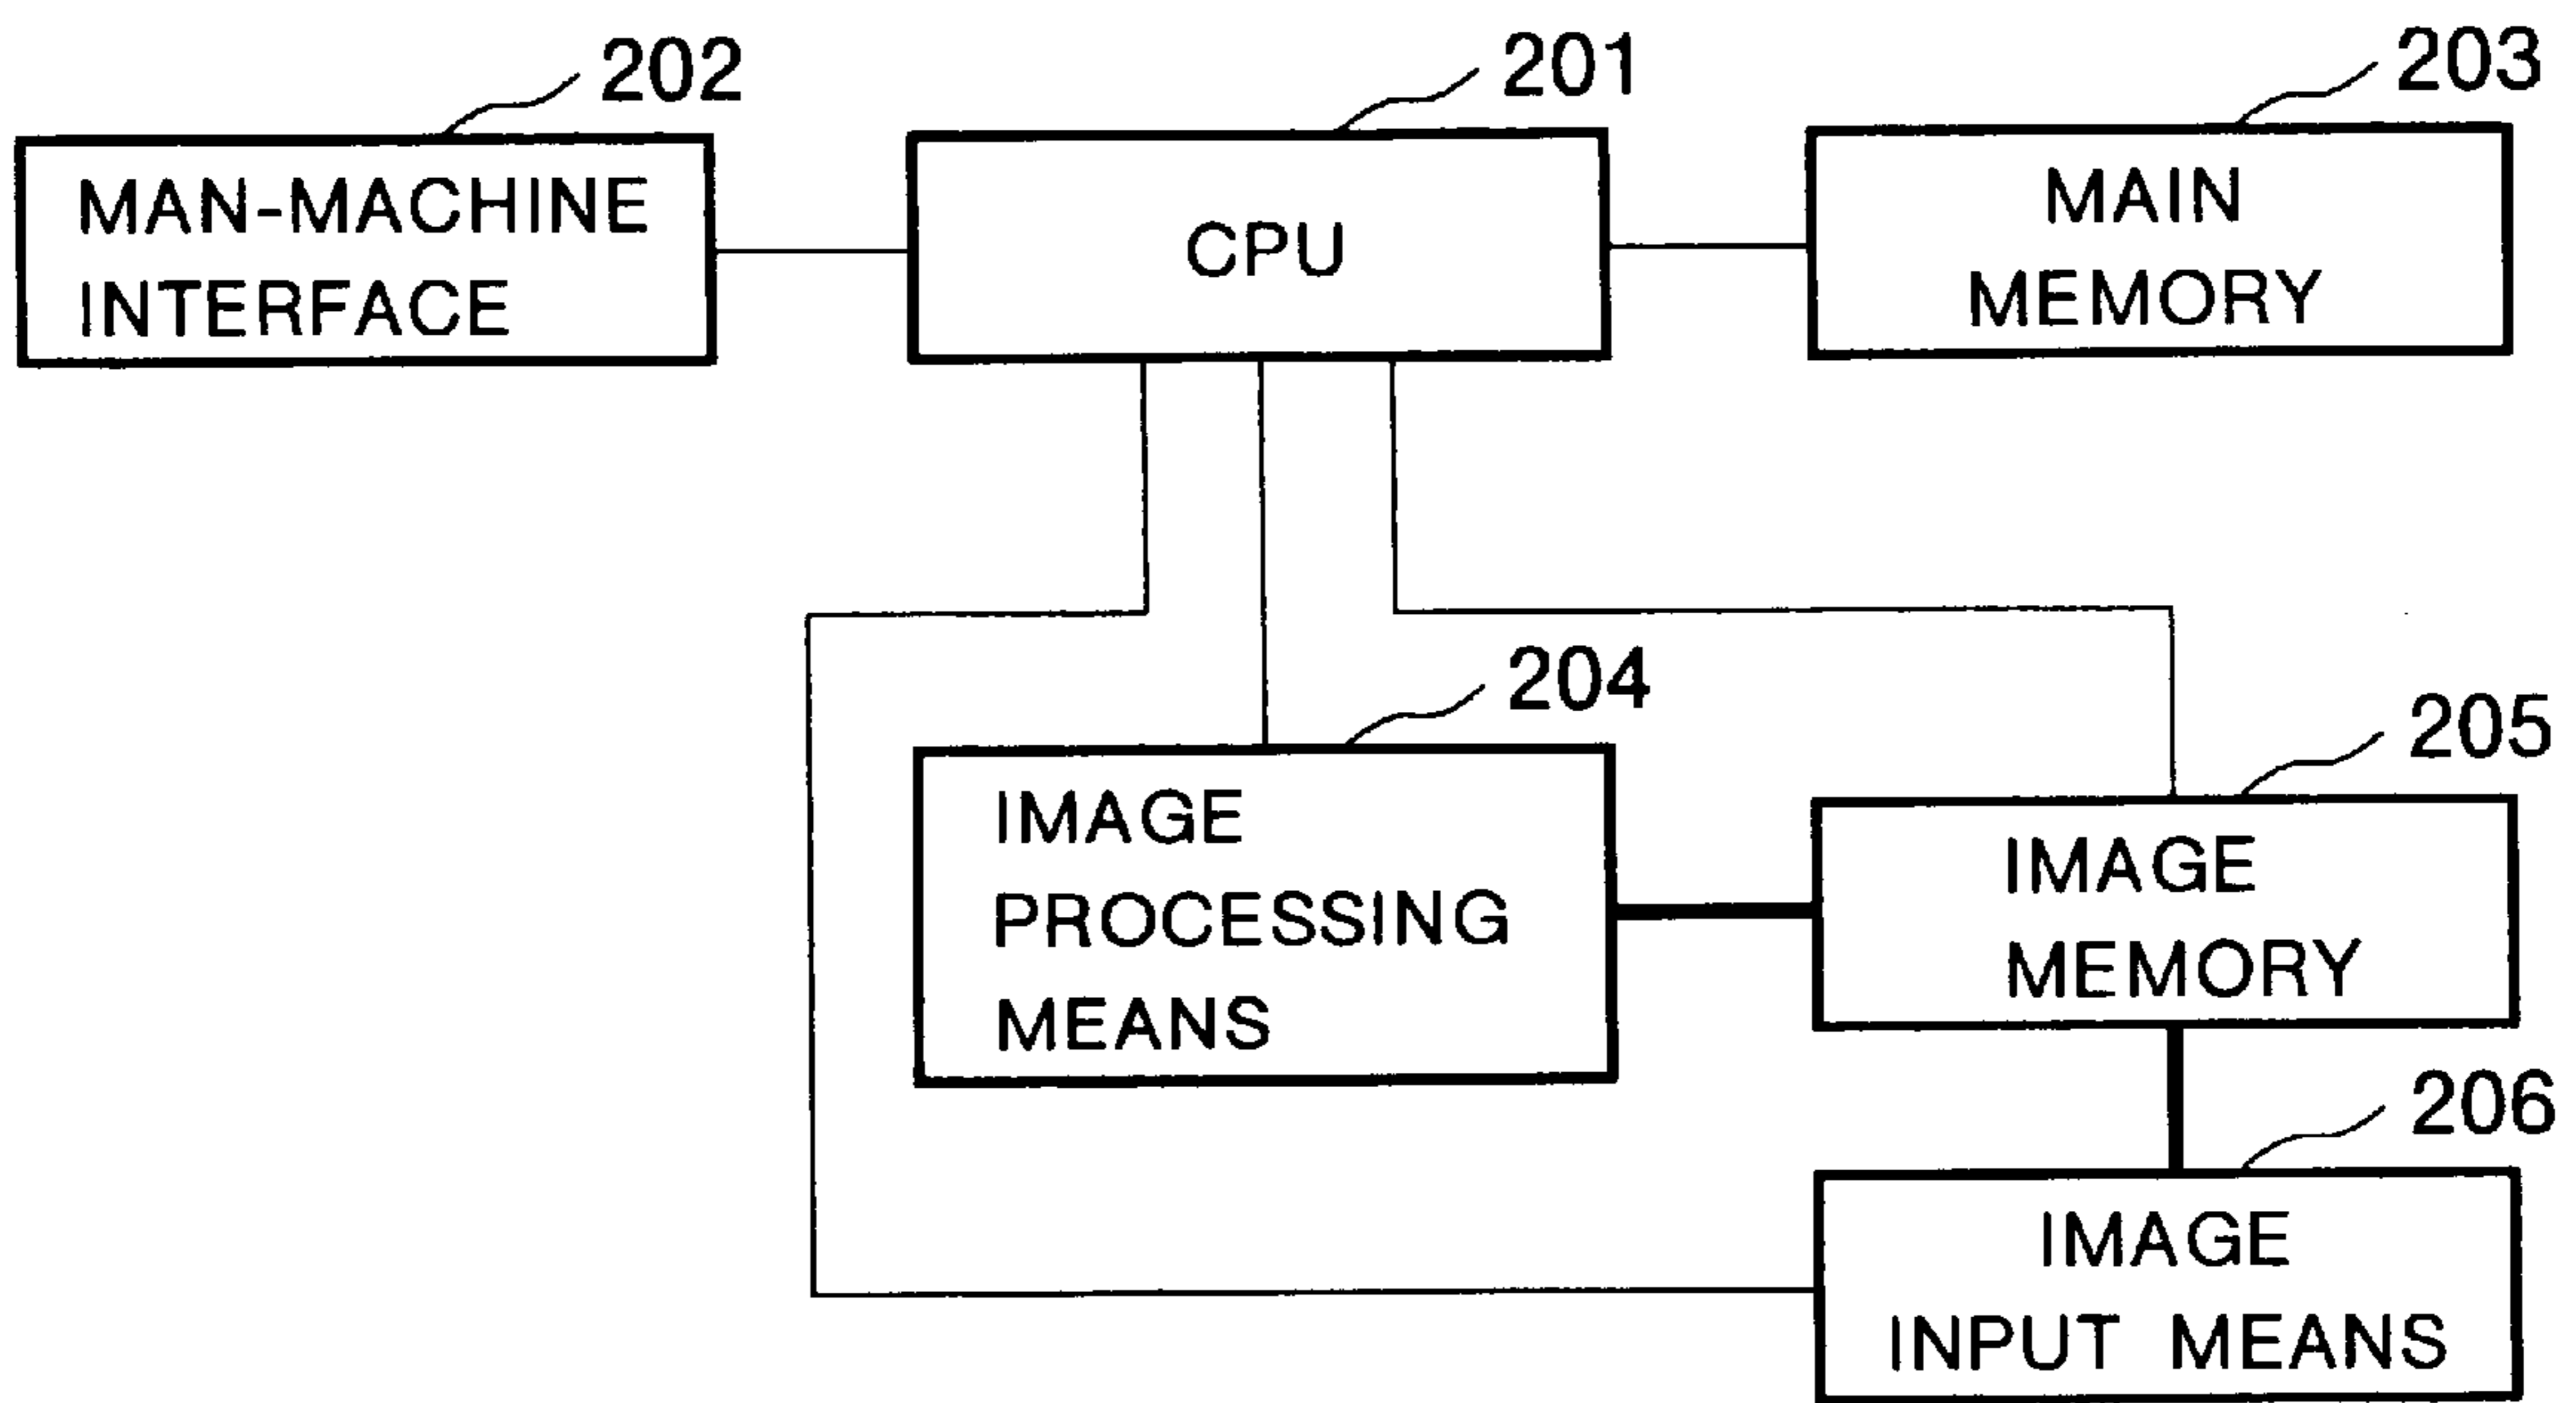 202
MAN-MACHINE
INTERFACE
201
CPU
203
MAIN
MEMORY
204
IMAGE
PROCESSING
MEANS
205
IMAGE
MEMORY
206
IMAGE
INPUT MEANS